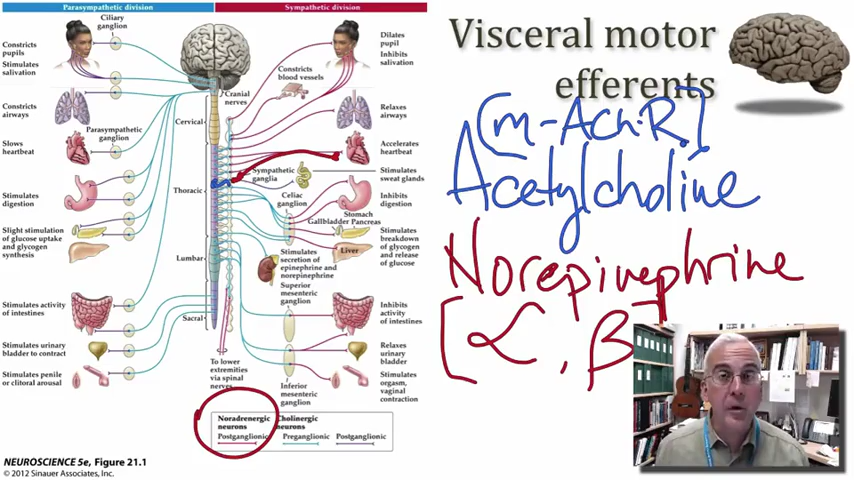 Parasympathetic division
Sympathetic division
Ciliary
ganglion
Constricts
pupils
Stimulates
salivation
Constricts
airways
Parasympathetic
ganglion
Slows
heartbeat
Stimulates
digestion
Slight stimulation
of glucose uptake
and glycogen
synthesis
Stimulates activity
of intestines
Stimulates urinary
bladder to contract
Stimulates penile
or clitoral arousal
Cranial
nerves
Cervical
Thoracic
Lumbar
Sacral
Constricts
blood vessels
Sympathetic
ganglia
Celiac
ganglion
Stomach
Gallbladder Pancreas
Liver
Stimulates
secretion of
epinephrine and
norepinephrine
Superior
mesenteric
ganglion
To lower
extremities
via spinal
nerves
Inferior
mesenteric
ganglion
Dilates
pupil
Inhibits
salivation
Relaxes
airways
Accelerates
heartbeat
Stimulates
sweat glands
Inhibits
digestion
Stimulates
breakdown
of glycogen
and release
of glucose
Inhibits
activity
of intestines
Relaxes
urinary
bladder
Stimulates
orgasm,
vaginal
contraction
Noradrenergic
neurons
Postganglionic
Cholinergic
neurons
Preganglionic
Postganglionic
NEUROSCIENCE 5e, Figure 21.1
© 2012 Sinauer Associates, Inc.
Visceral motor
efferents
[m-AchR]
Acetylcholine
Norepinephrine
[α, β]